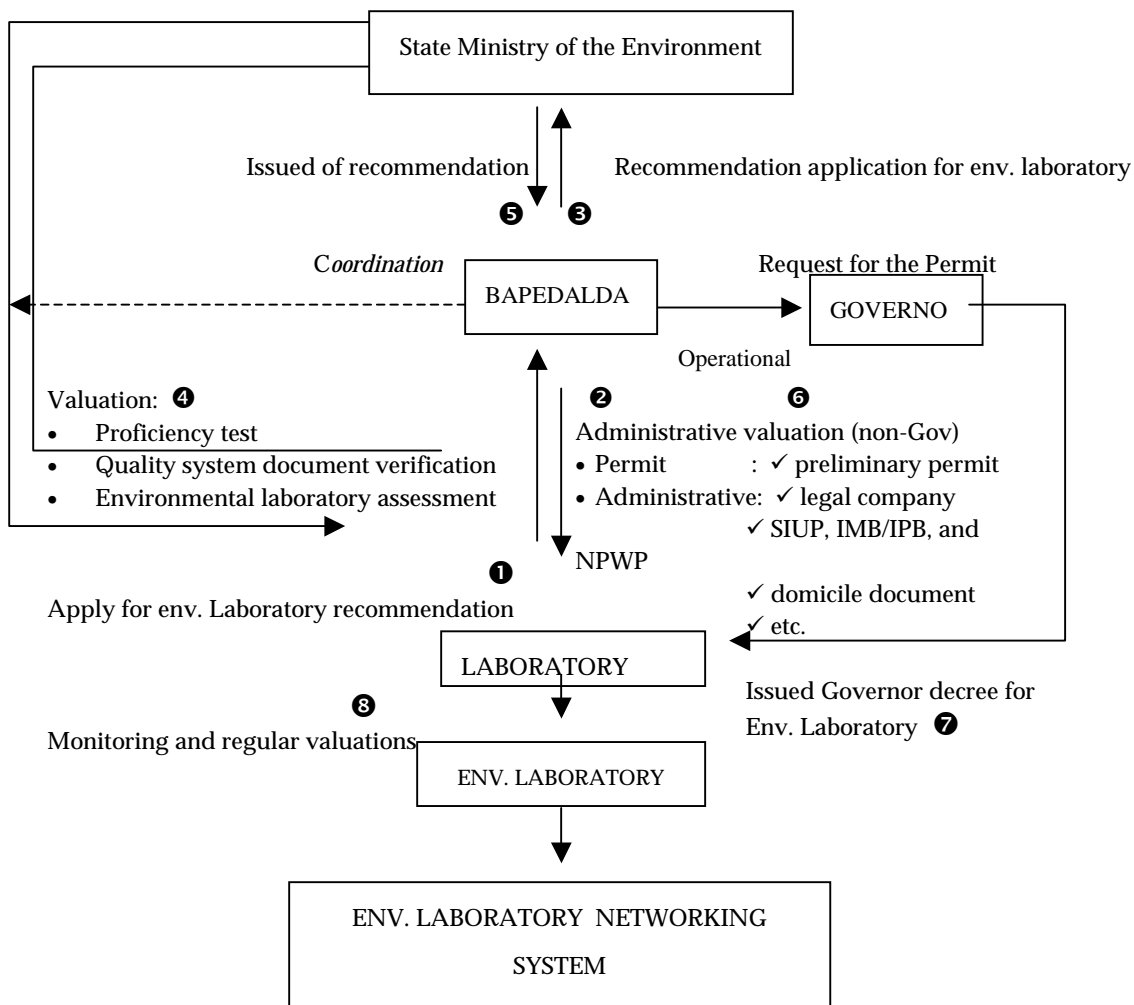 State Ministry of the Environment
Issued of recommendation
Recommendation application for env. laboratory
❺ ❸
Coordination
Request for the Permit
BAPEDALDA
GOVERNO
Operational
Valuation: ❹
• Proficiency test
• Quality system document verification
• Environmental laboratory assessment
❷ ❻
Administrative valuation (non-Gov)
• Permit : ✓ preliminary permit
• Administrative: ✓ legal company
✓ SIUP, IMB/IPB, and
NPWP
❶
Apply for env. Laboratory recommendation
✓ domicile document
✓ etc.
LABORATORY
Issued Governor decree for
Env. Laboratory ❼
❽
Monitoring and regular valuations
ENV. LABORATORY
ENV. LABORATORY NETWORKING
SYSTEM